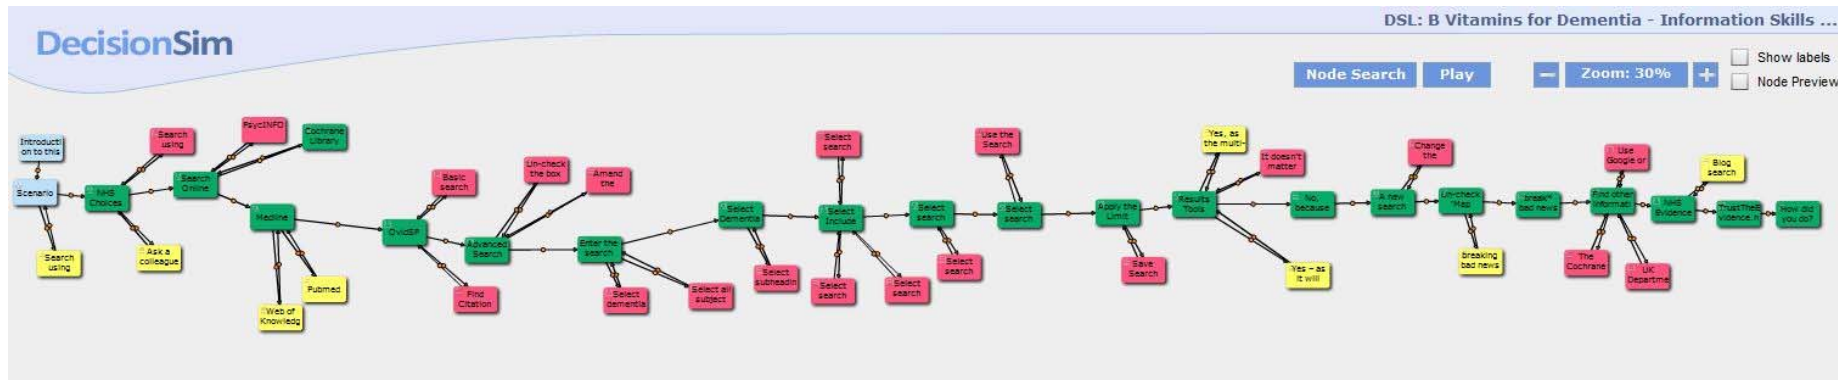 DSL: B Vitamins for Dementia - Information Skills ...
DecisionSim
Node Search
Play
Zoom: 30%
Show labels
Node Preview
Introducti
on to this
Scenario
Search
using
NHS
Choices
Search
using
Ask a
colleague
Search
Online
PsycINFO
Cochrane
Library
Medline
Web of
Knowledg
Pubmed
OvidSP
Basic
search
Find
Citation
Advanced
Search
Un-check
the box
Amend
the
Enter the
search
Select
dementia
Select all
subject
Select
Dementia
Select
subheadin
Select
Include
Select
search
Select
search
Select
search
Select
search
Select
search
Select
search
Use the
Search
Apply the
Limit
Save
Search
Results
Tools
Yes, as
the multi-
It doesn't
matter
Yes – as
it will
No,
because
A new
search
Change
the
Un-check
"Map
breaking
bad news
break*
bad news
Find other
informati
Use
Google or
The
Cochrane
UK
Departme
NHS
Evidence
Blog
search
TrustTheE
vidence.n
How did
you do?